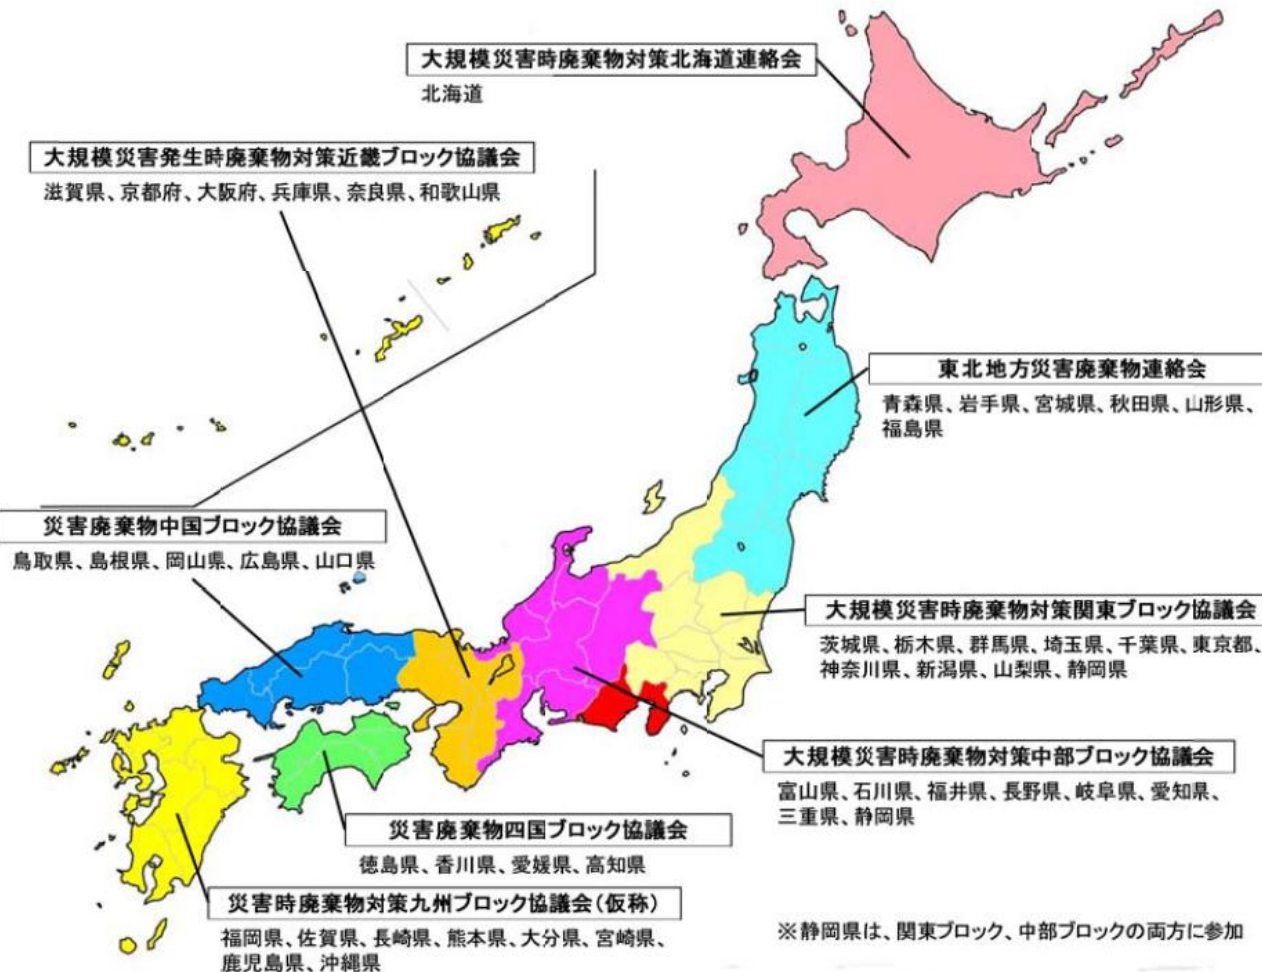 大規模災害時廃棄物対策北海道連絡会
北海道
大規模災害発生時廃棄物対策近畿ブロック協議会
滋賀県、京都府、大阪府、兵庫県、奈良県、和歌山県
東北地方災害廃棄物連絡会
青森県、岩手県、宮城県、秋田県、山形県、
福島県
災害廃棄物中国ブロック協議会
鳥取県、島根県、岡山県、広島県、山口県
大規模災害時廃棄物対策関東ブロック協議会
茨城県、栃木県、群馬県、埼玉県、千葉県、東京都、
神奈川県、新潟県、山梨県、静岡県
大規模災害時廃棄物対策中部ブロック協議会
富山県、石川県、福井県、長野県、岐阜県、愛知県、
三重県、静岡県
災害廃棄物四国ブロック協議会
徳島県、香川県、愛媛県、高知県
災害時廃棄物対策九州ブロック協議会(仮称)
福岡県、佐賀県、長崎県、熊本県、大分県、宮崎県、
鹿児島県、沖縄県
※静岡県は、関東ブロック、中部ブロックの両方に参加